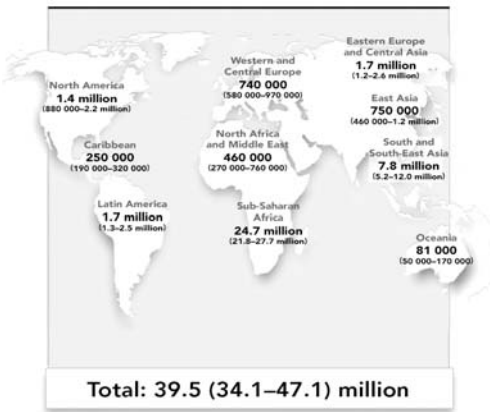 Eastern Europe
and Central Asia
1.7 million
(1.2–2.6 million)
Western and
Central Europe
740 000
(580 000–970 000)
North America
1.4 million
(880 000–2.2 million)
East Asia
750 000
(460 000–1.2 million)
North Africa
and Middle East
460 000
(270 000–760 000)
Caribbean
250 000
(190 000–320 000)
South and
South-East Asia
7.8 million
(5.2–12.0 million)
Latin America
1.7 million
(1.3–2.5 million)
Sub-Saharan
Africa
24.7 million
(21.8–27.7 million)
Oceania
81 000
(50 000–170 000)
Total: 39.5 (34.1–47.1) million